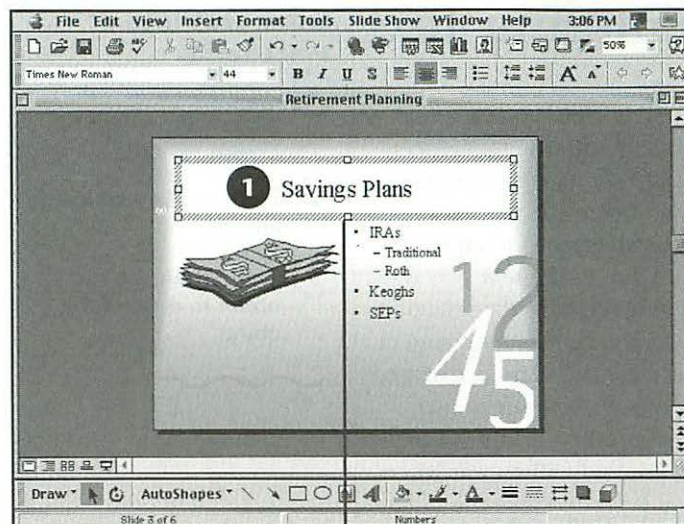 File Edit View Insert Format Tools Slide Show Window Help 3:06 PM
50%
Times New Roman 44 B I U S A A
Retirement Planning
1 Savings Plans
• IRAs
– Traditional
– Roth
• Keoghs
• SEPs
12
45
Draw AutoShapes A A
Slide 3 of 6 Numbers